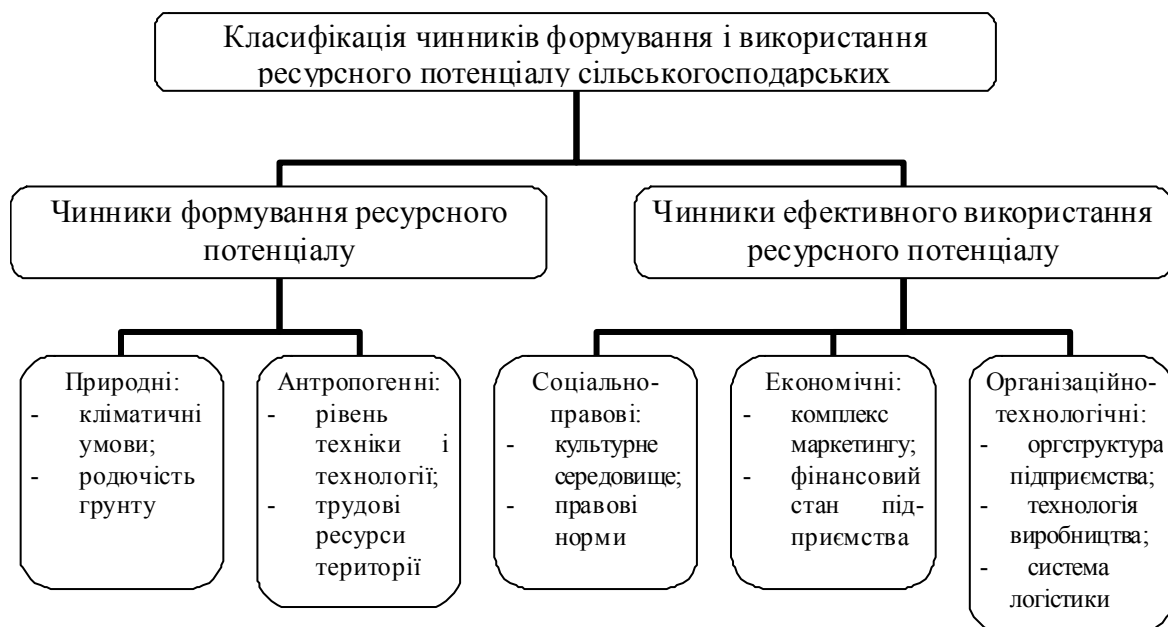 Класифікація чинників формування і використання
ресурсного потенціалу сільськогосподарських
Чинники формування ресурсного
потенціалу
Чинники ефективного використання
ресурсного потенціалу
Природні:
- кліматичні
умови;
- родючість
грунту
Антропогенні:
- рівень
техніки і
технології;
- трудові
ресурси
території
Соціально-
правові:
- культурне
середовище;
- правові
норми
Економічні:
- комплекс
маркетингу;
- фінансовий
стан під-
приємства
Організаційно-
технологічні:
- оргструктура
підприємства;
- технологія
виробництва;
- система
логістики